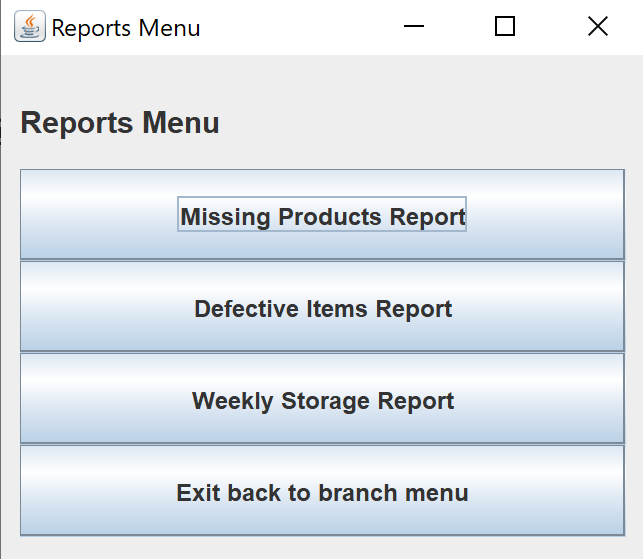 Reports Menu
Reports Menu
Missing Products Report
Defective Items Report
Weekly Storage Report
Exit back to branch menu